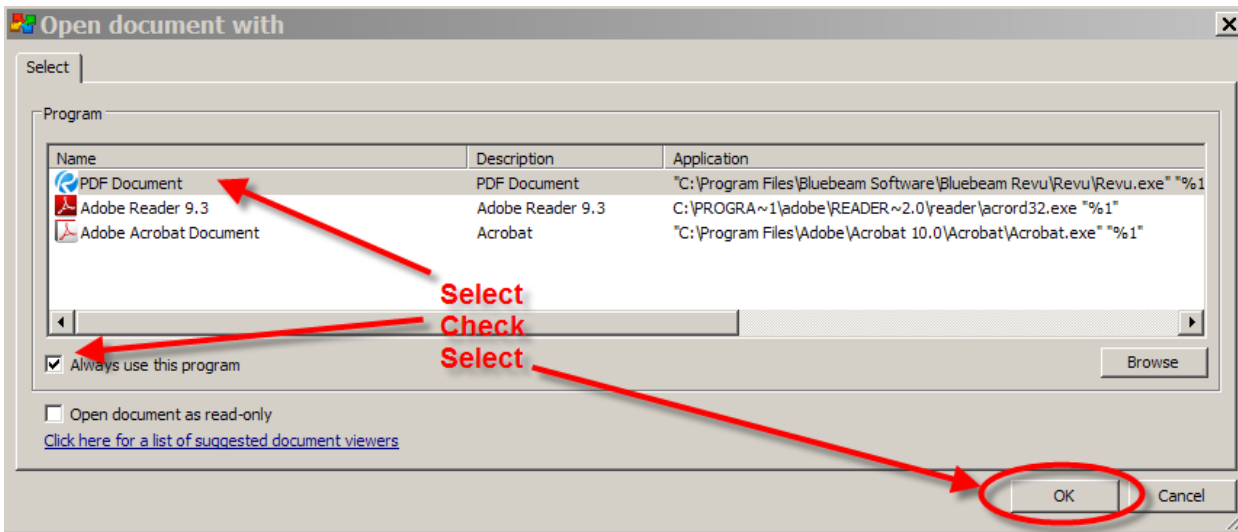 Open document with
Select
Program
Name Description Application
PDF Document PDF Document "C:\Program Files\Bluebeam Software\Bluebeam Revu\Revu\Revu.exe" "%1
Adobe Reader 9.3 Adobe Reader 9.3 C:\PROGRA~1\adobe\READER~2.0\reader\acrord32.exe "%1"
Adobe Acrobat Document Acrobat "C:\Program Files\Adobe\Acrobat 10.0\Acrobat\Acrobat.exe" "%1"
Select
Check
Select
Always use this program Browse
Open document as read-only
Click here for a list of suggested document viewers
OK Cancel